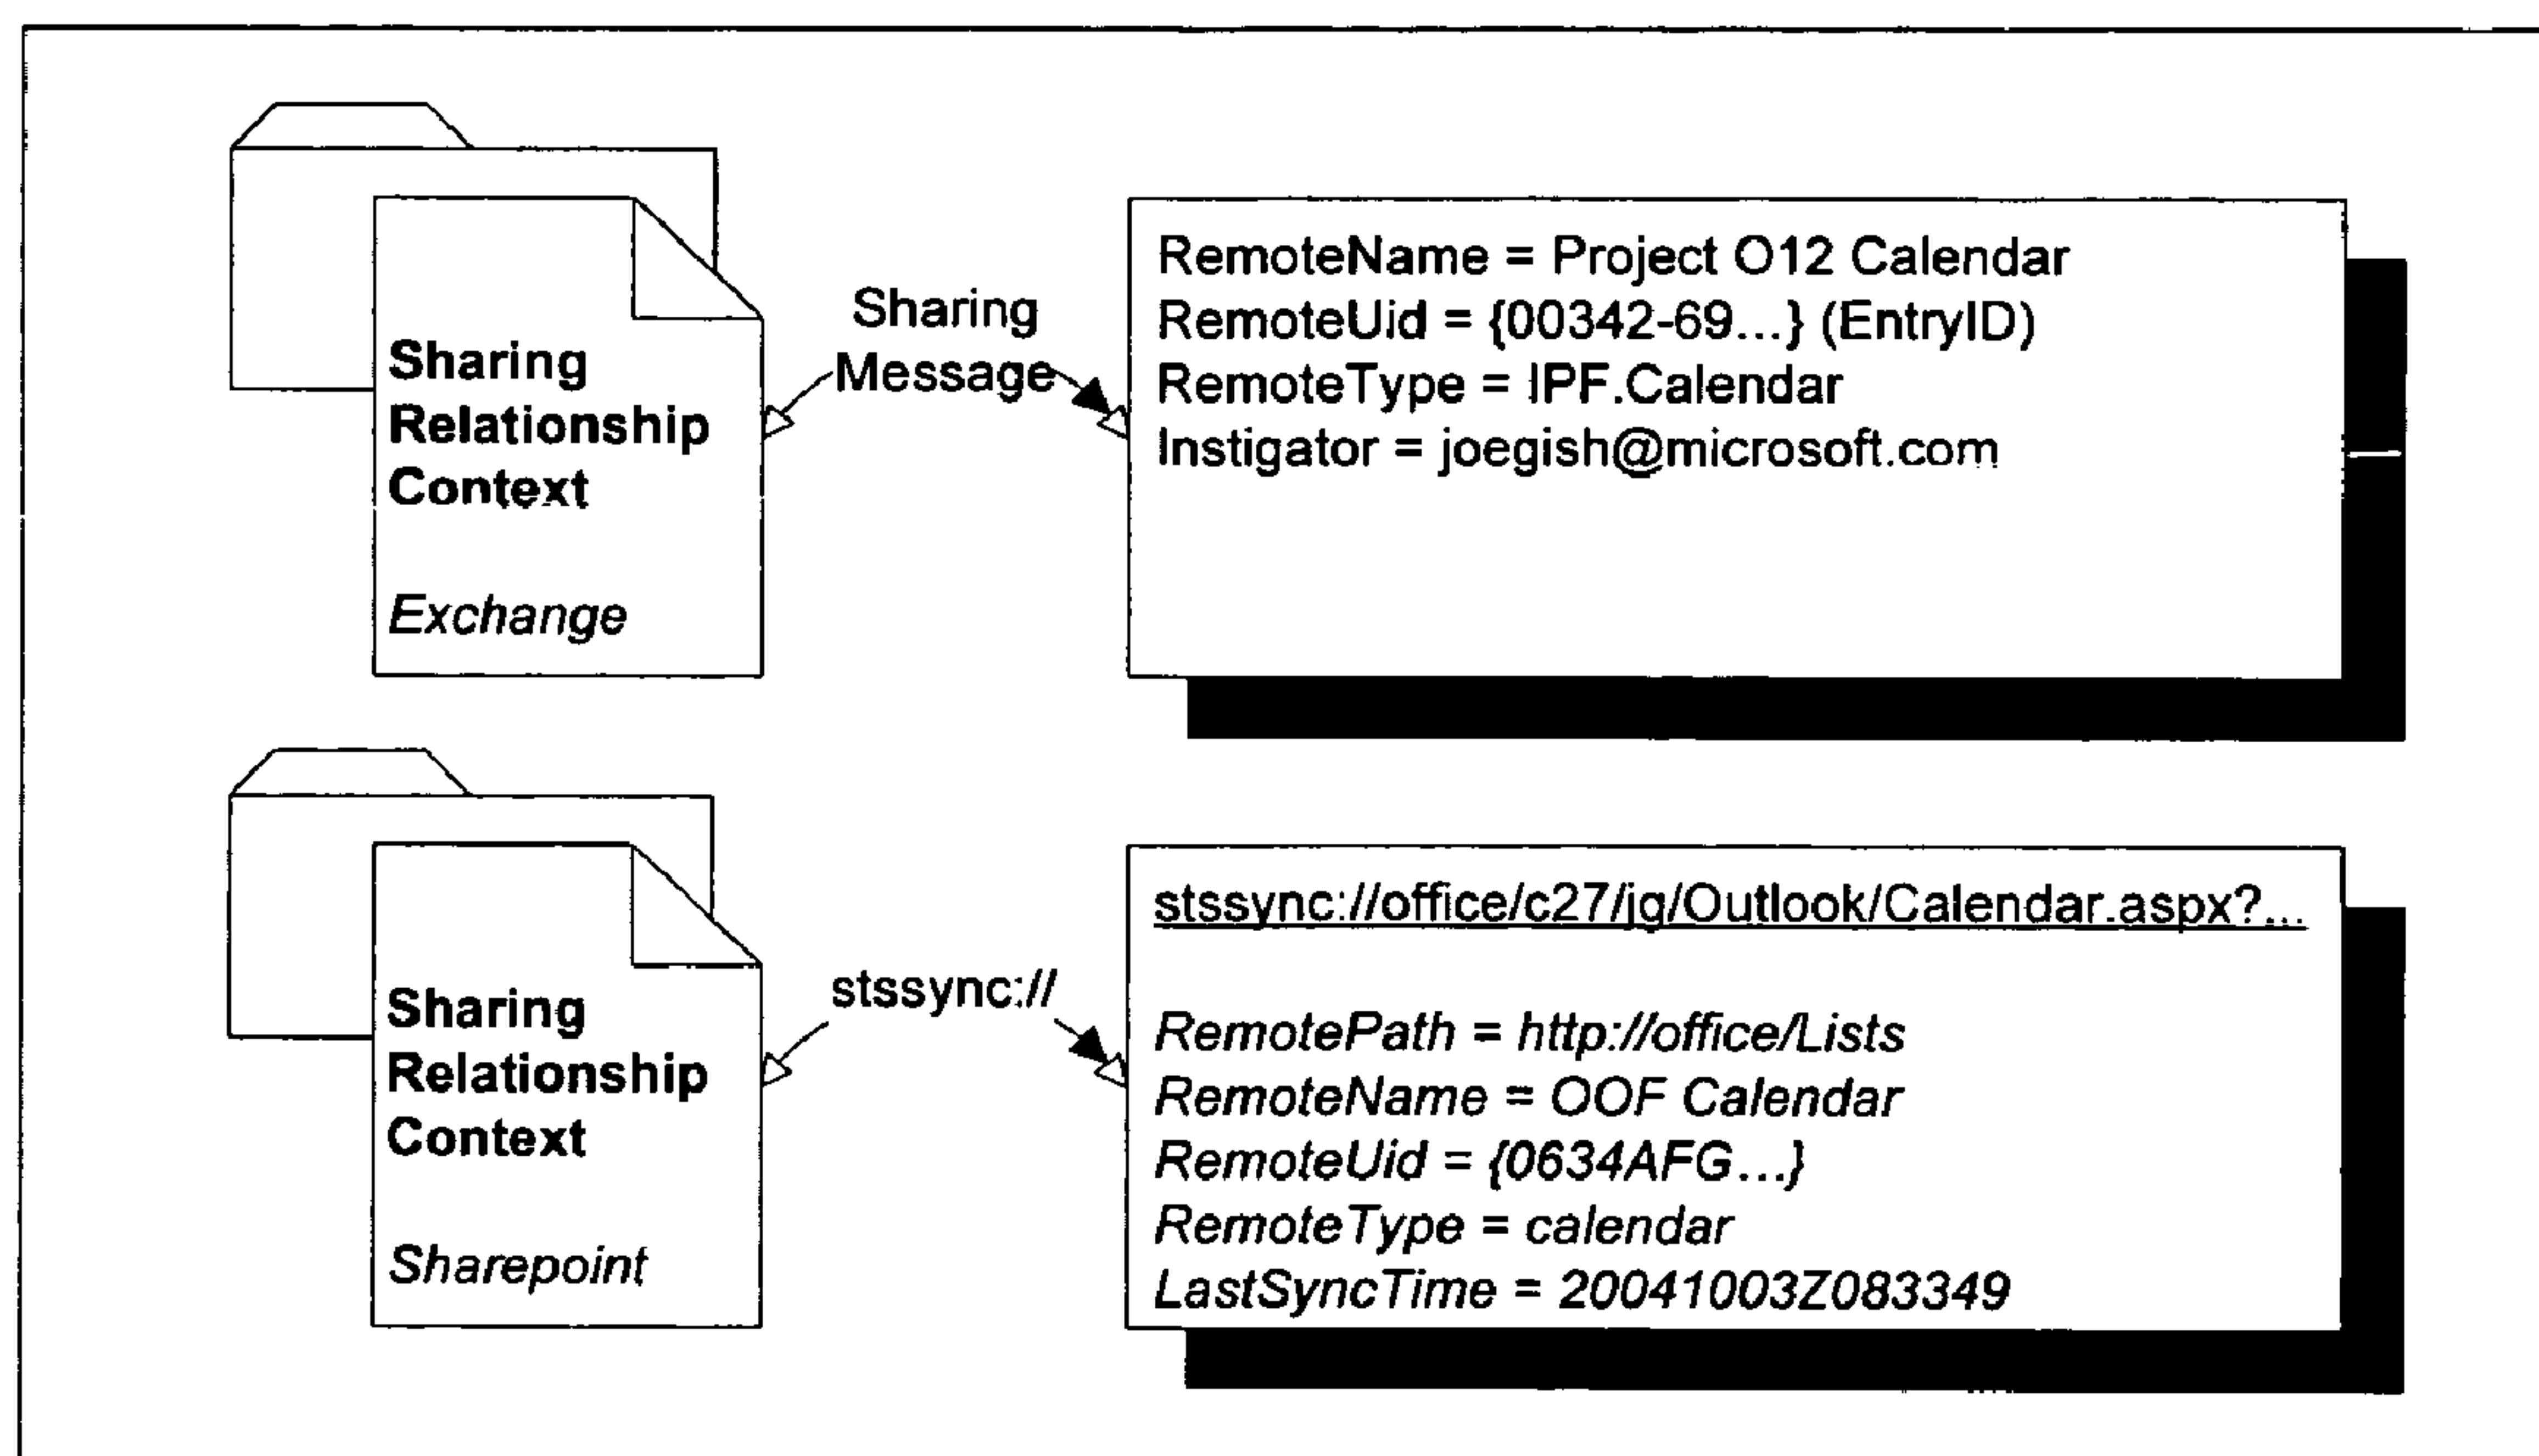 Sharing
Relationship
Context
Exchange
Sharing
Message
RemoteName = Project O12 Calendar
RemoteUid = {00342-69...} (EntryID)
RemoteType = IPF.Calendar
Instigator = joegish@microsoft.com
Sharing
Relationship
Context
Sharepoint
stssync://
stssync://office/c27/jg/Outlook/Calendar.aspx?...
RemotePath = http://office/Lists
RemoteName = OOF Calendar
RemoteUid = {0634AFG...}
RemoteType = calendar
LastSyncTime = 20041003Z083349